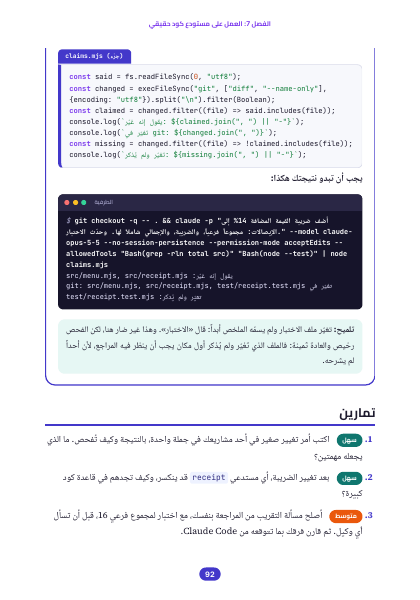 الفصل 7: العمل على مستودع كود حقيقي
claims.mjs (جزء)
const said = fs.readFileSync(0, "utf8");
const changed = execFileSync("git", ["diff", "--name-only"],
{encoding: "utf8"}).split("\n").filter(Boolean);
const claimed = changed.filter((file) => said.includes(file));
console.log(`يقول إنه غيّر: ${claimed.join(", ") || "-"}`);
console.log(`تغيّر في git: ${changed.join(", ")}`);
const missing = changed.filter((file) => !claimed.includes(file));
console.log(`تغيّر ولم يُذكر: ${missing.join(", ") || "-"}`);
يجب أن تبدو نتيجتك هكذا:
الطرفية
$ git checkout -q -- . && claude -p "أضف ضريبة القيمة المضافة 14% إلى
الإيصالات: مجموعاً فرعياً، والضريبة، والإجمالي شاملا لها. وحدّث الاختبار." --model claude-
opus-5-5 --no-session-persistence --permission-mode acceptEdits --
allowedTools "Bash(grep -rln total src)" "Bash(node --test)" | node
claims.mjs
يقول إنه غيّر: src/menu.mjs, src/receipt.mjs
تغيّر في git: src/menu.mjs, src/receipt.mjs, test/receipt.test.mjs
تغيّر ولم يُذكر: test/receipt.test.mjs
تلميح: تغيّر ملف الاختبار ولم يسمّه الملخص أبداً: قال «الاختبار». وهذا غير ضار هنا، لكن الفحص
رخيص والعادة ثمينة: فالملف الذي تغيّر ولم يُذكر أول مكان يجب أن ينظر فيه المراجع، لأن أحداً
لم يشرحه.
تمارين
1. سهل اكتب أمر تغيير صغير في أحد مشاريعك في جملة واحدة، بالنتيجة وكيف تُفحص. ما الذي
يجعله مهمتين؟
2. سهل بعد تغيير الضريبة، أي مستدعي receipt قد ينكسر، وكيف تجدهم في قاعدة كود
كبيرة؟
3. متوسط أصلح مسألة التقريب من المراجعة بنفسك، مع اختبار لمجموع فرعي 16، قبل أن تسأل
أي وكيل. ثم قارن فرقك بما تتوقعه من Claude Code.
92